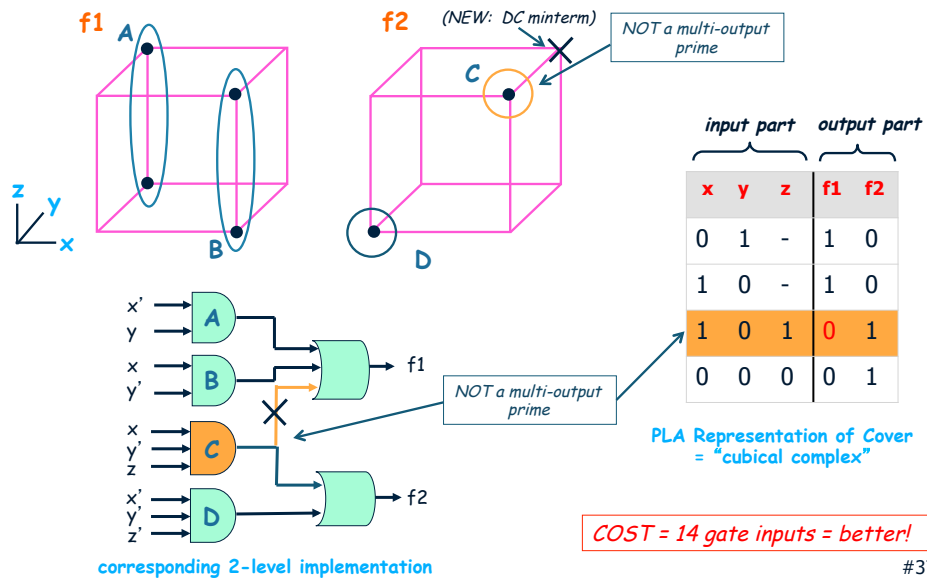 f1
A
B
z
y
x
f2
(NEW: DC minterm)
C
D
NOT a multi-output
prime
input part
output part
x y z f1 f2
0 1 - 1 0
1 0 - 1 0
1 0 1 0 1
0 0 0 0 1
PLA Representation of Cover
= “cubical complex”
x'
y
A
x
y'
B
f1
x
y'
z
C
x'
y'
z'
D
f2
NOT a multi-output
prime
corresponding 2-level implementation
COST = 14 gate inputs = better!